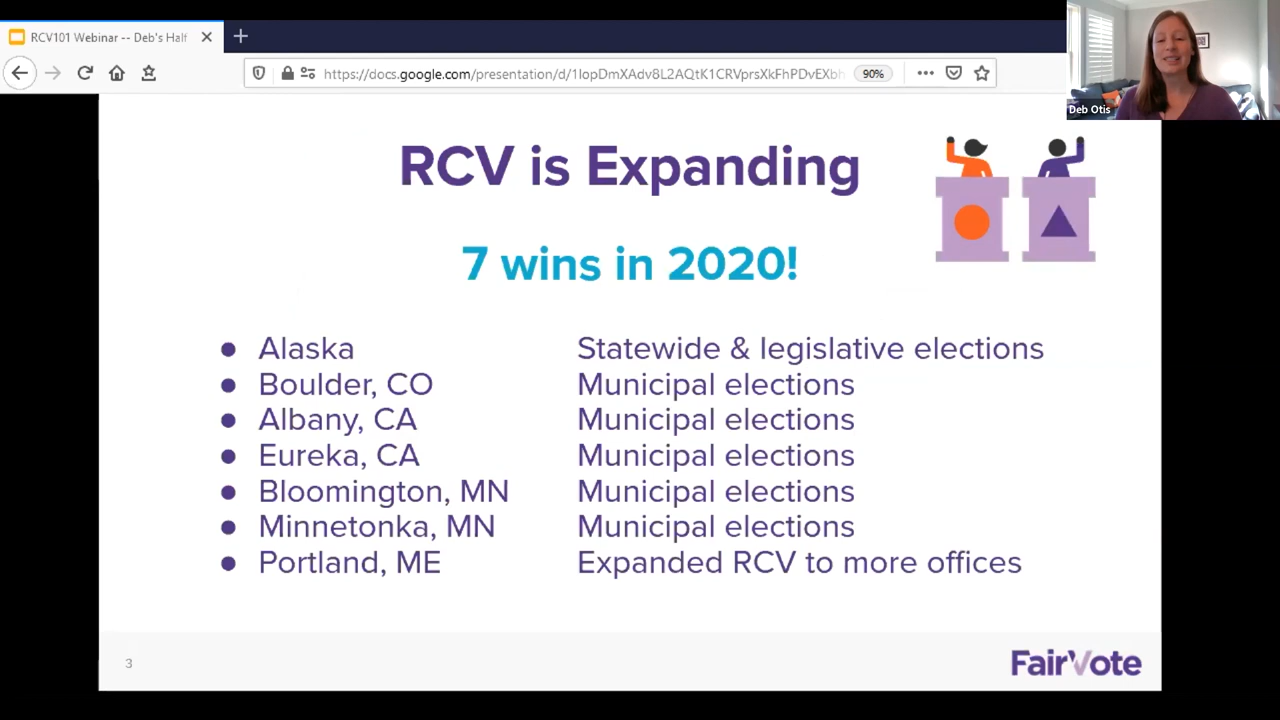 RCV101 Webinar -- Deb's Half
https://docs.google.com/presentation/d/1IopDmXAdv8L2AQtK1CRVprsXkFhPDvEXbh
90%
Deb Otis
RCV is Expanding
7 wins in 2020!
● Alaska Statewide & legislative elections
● Boulder, CO Municipal elections
● Albany, CA Municipal elections
● Eureka, CA Municipal elections
● Bloomington, MN Municipal elections
● Minnetonka, MN Municipal elections
● Portland, ME Expanded RCV to more offices
3
FairVote